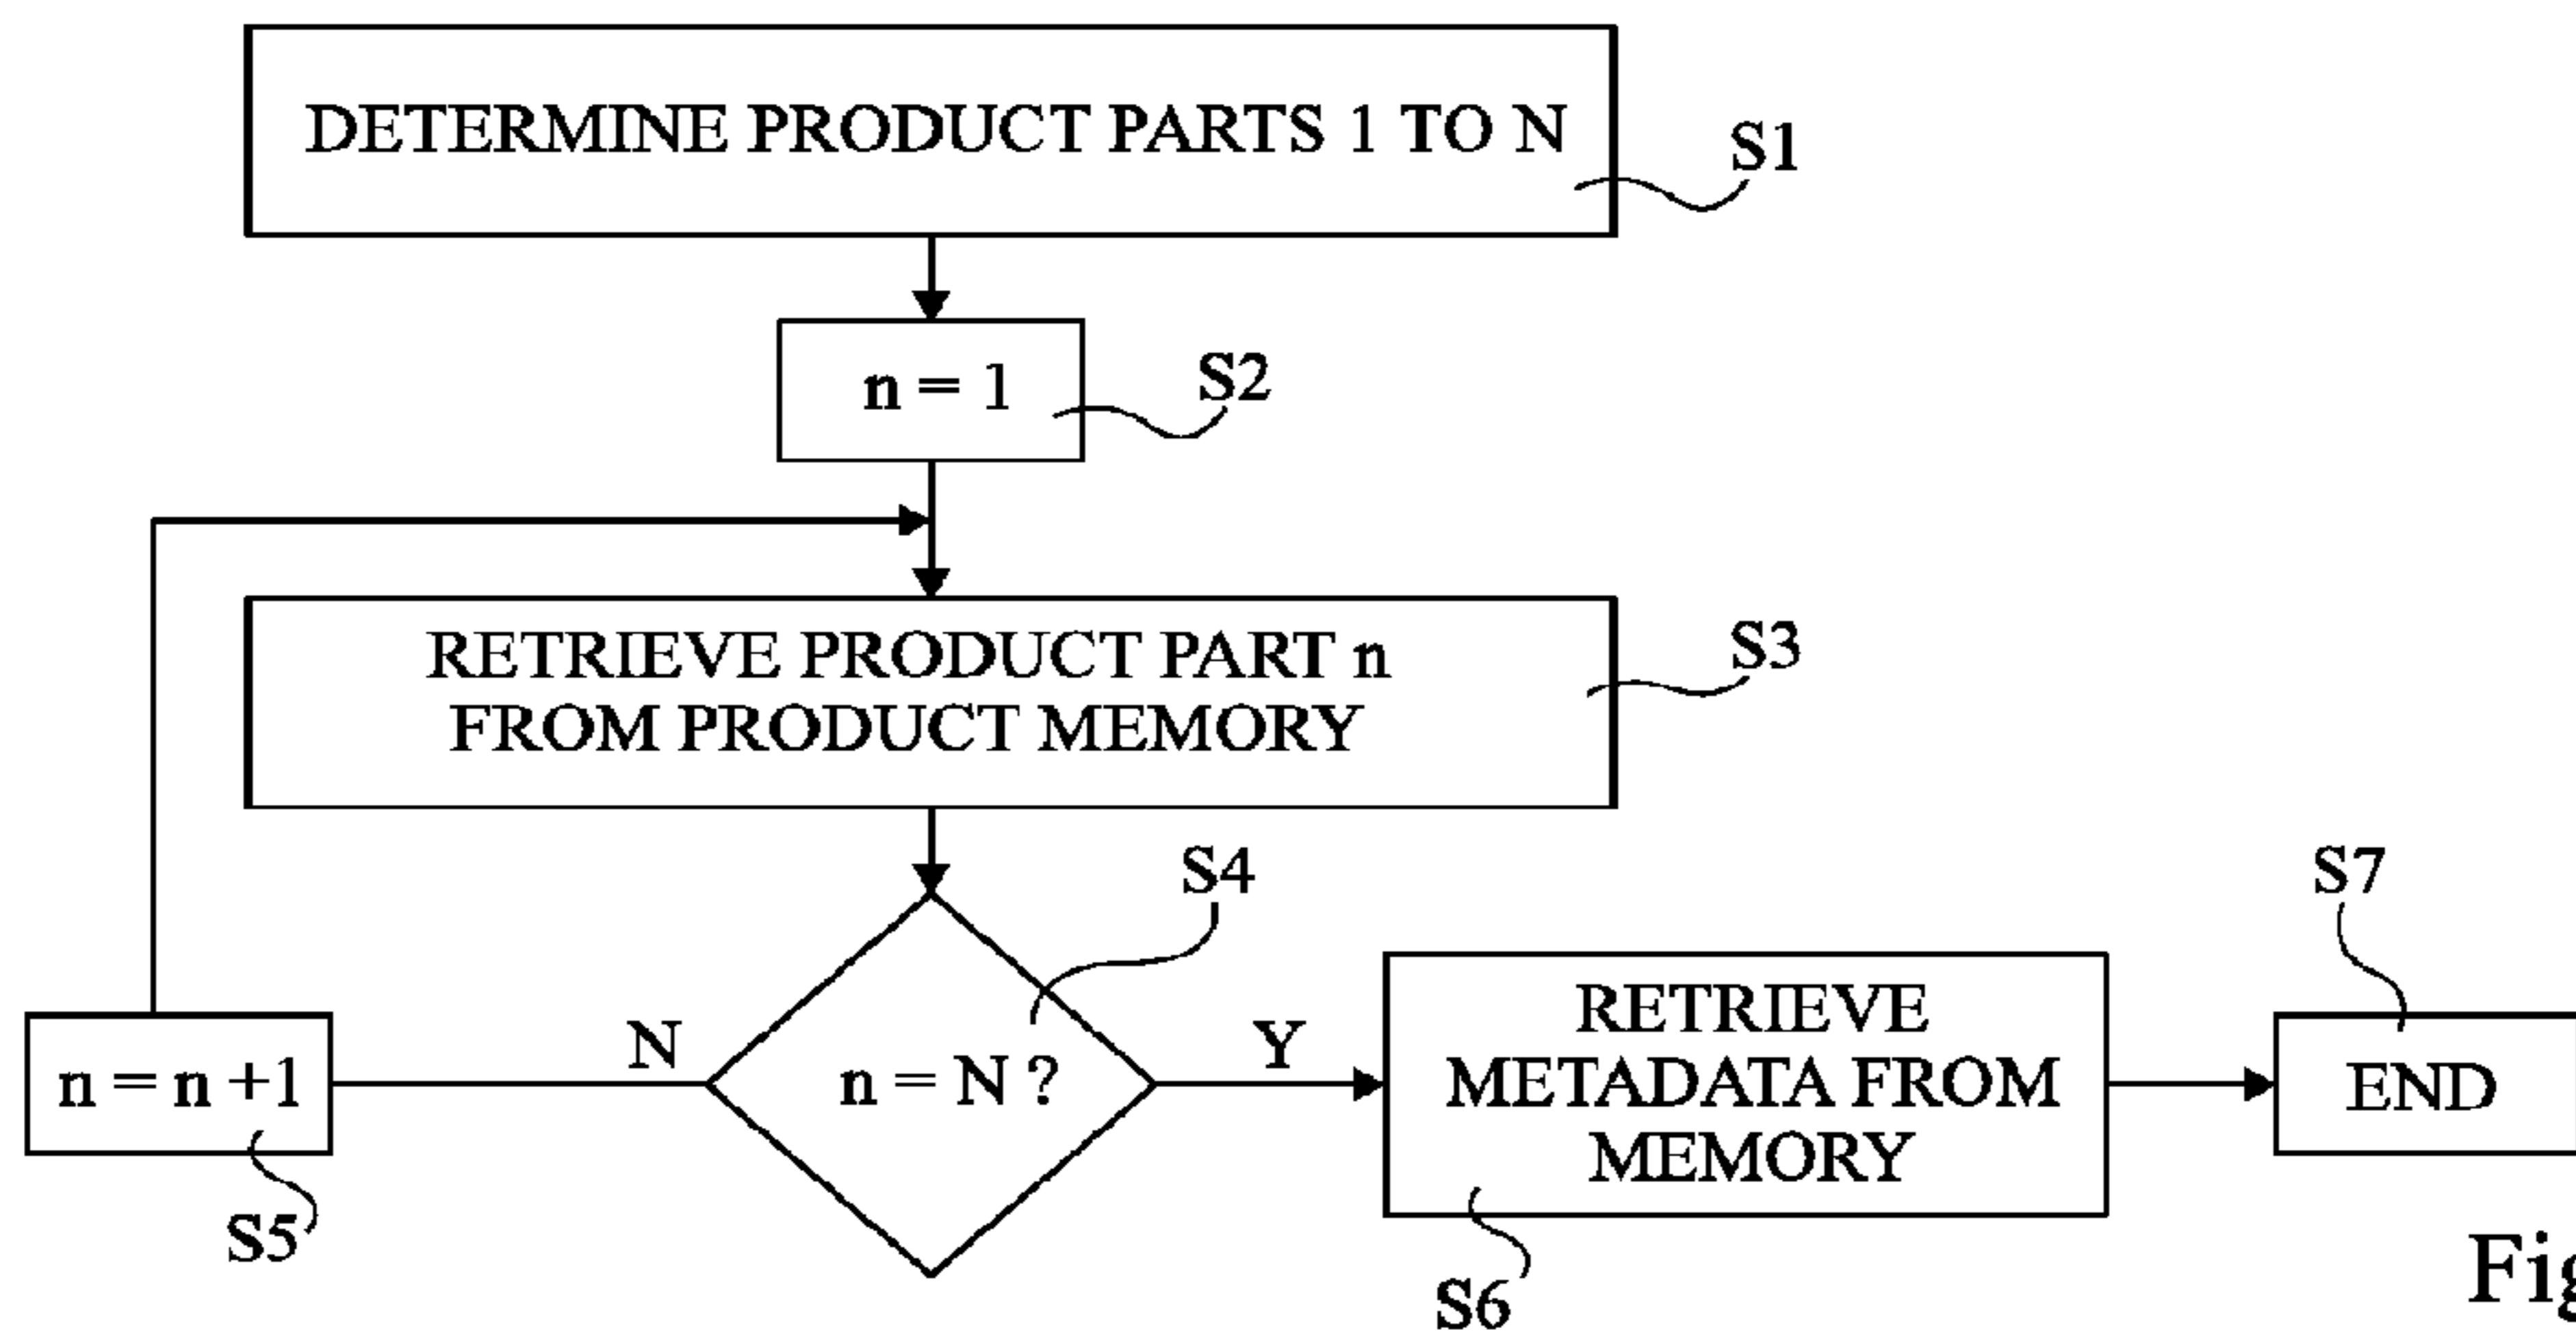 DETERMINE PRODUCT PARTS 1 TO N
S1
n = 1
S2
RETRIEVE PRODUCT PART n
FROM PRODUCT MEMORY
S3
S4
n = N ?
N
Y
n = n +1
S5
RETRIEVE
METADATA FROM
MEMORY
S6
S7
END